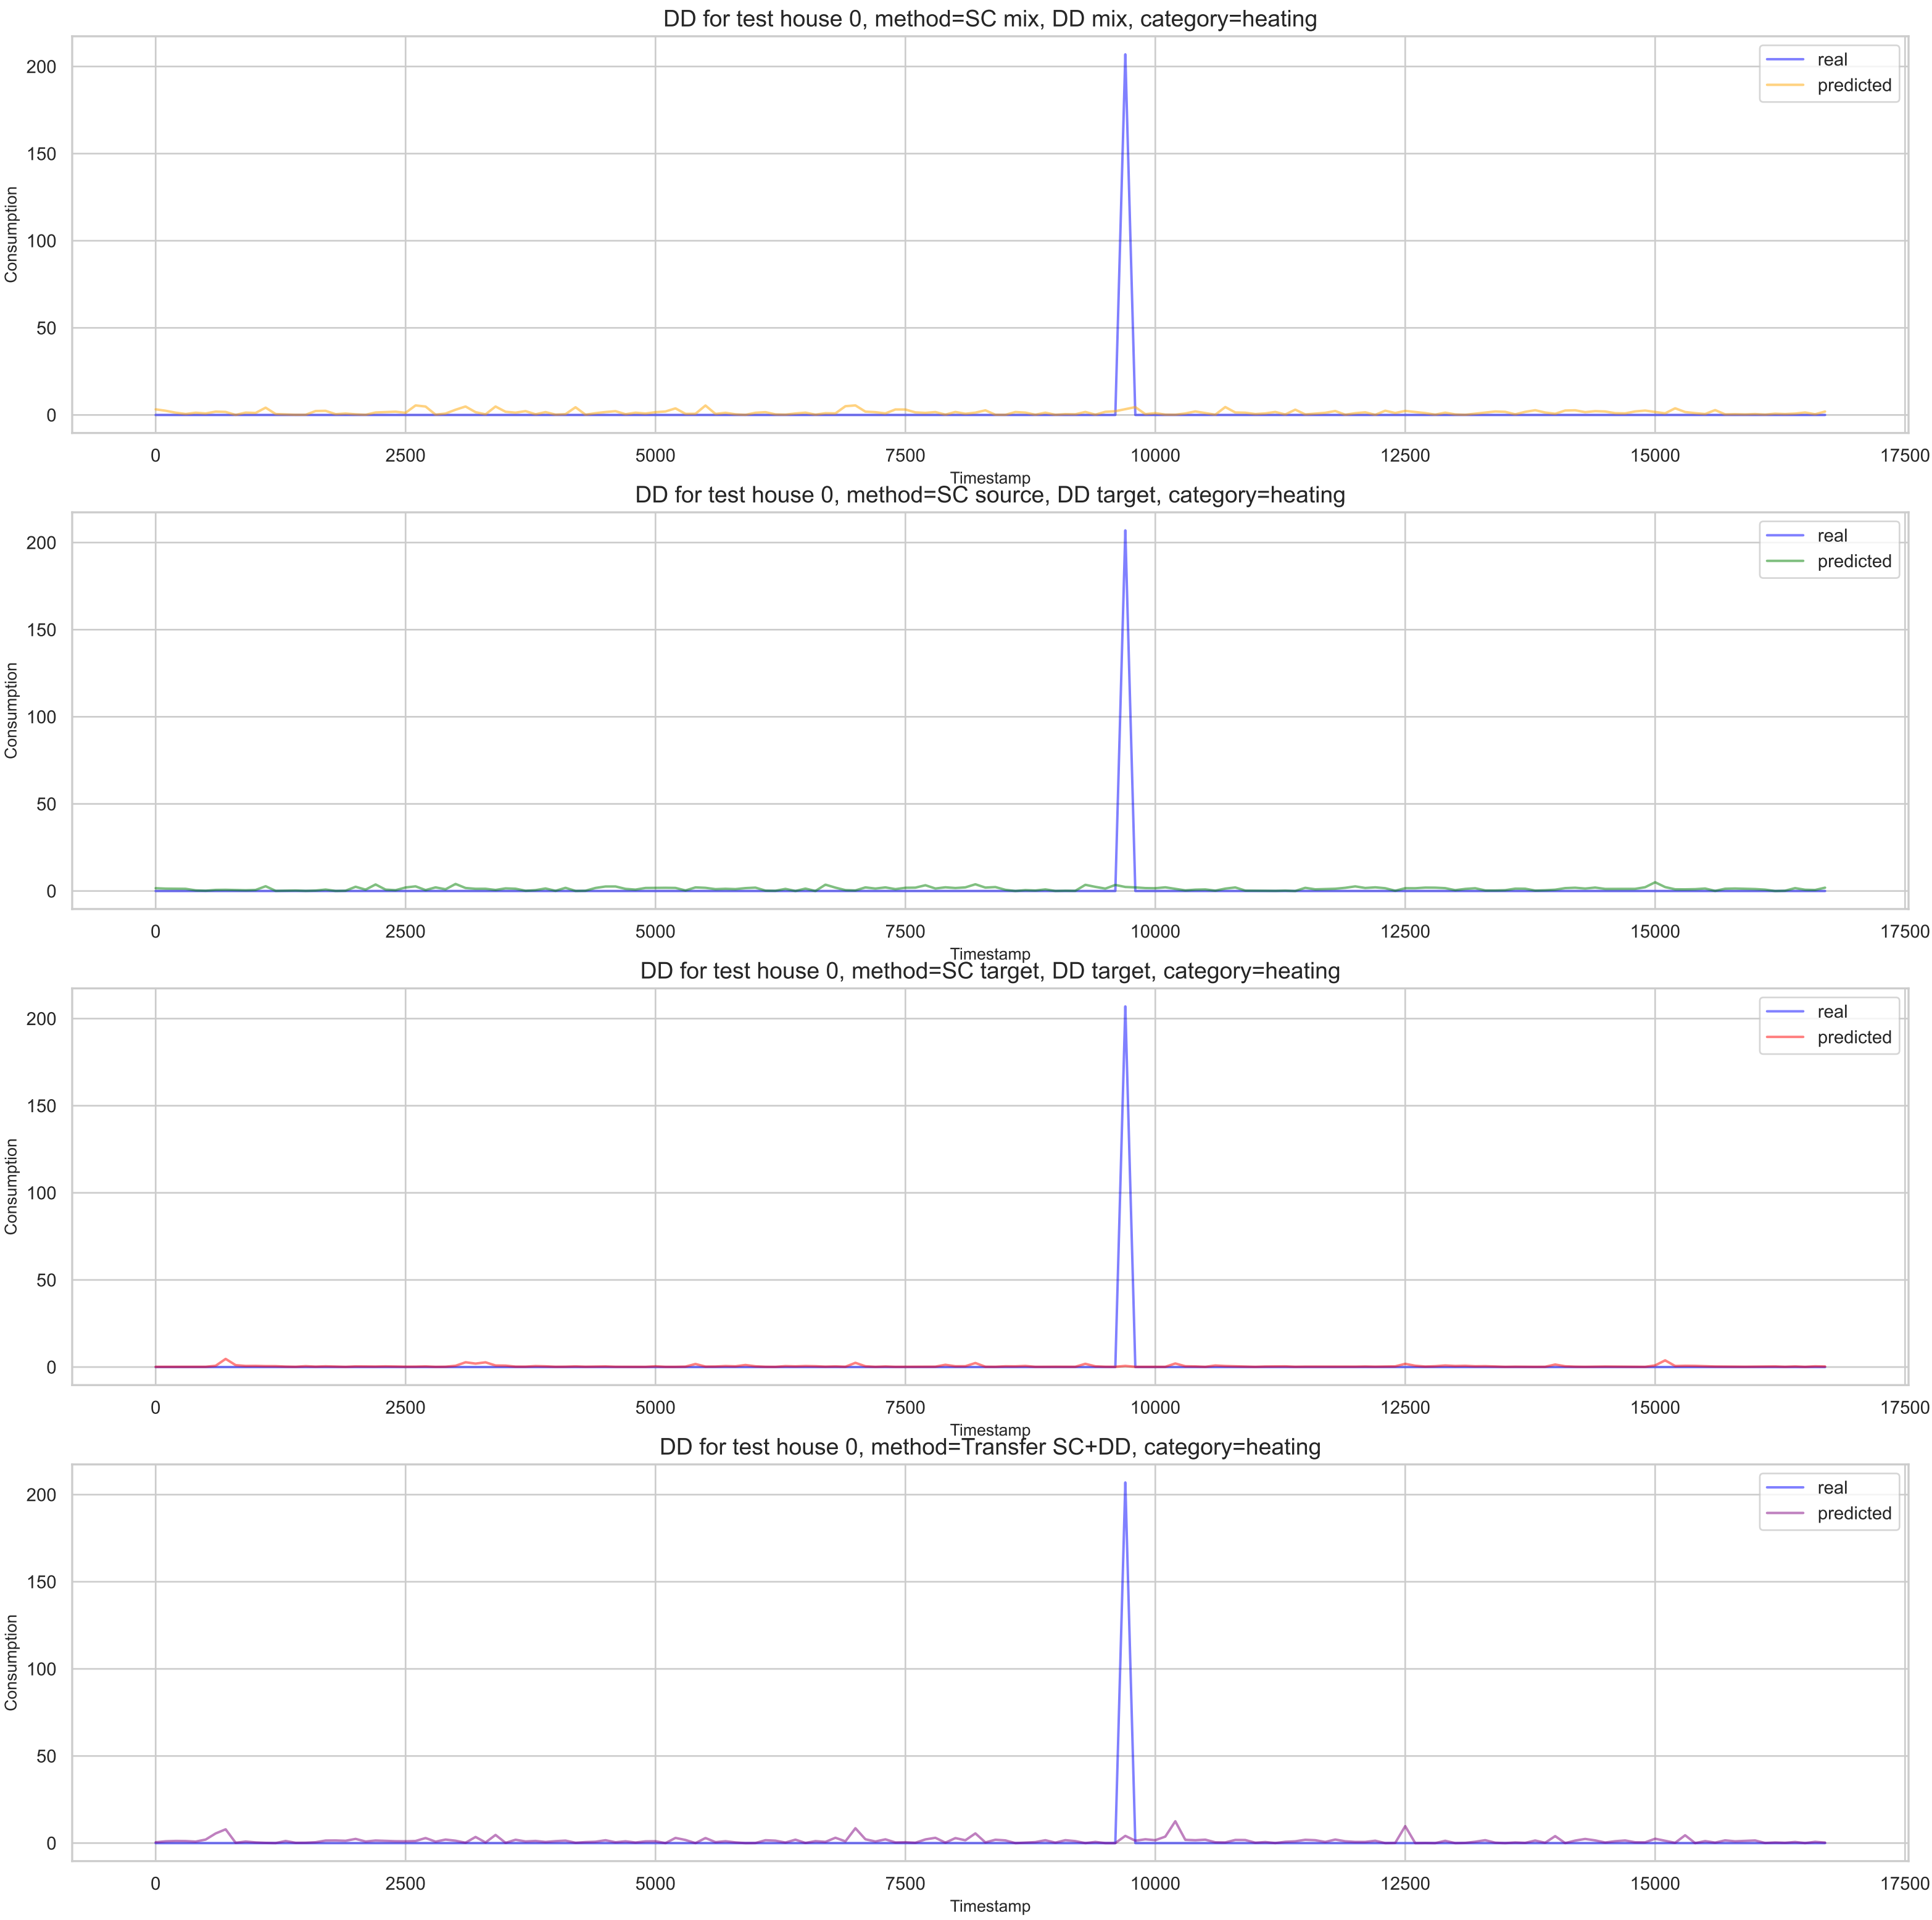 DD for test house 0, method=SC mix, DD mix, category=heating
real
predicted
200
150
100
50
0
Consumption
0 2500 5000 7500 10000 12500 15000 17500
Timestamp
DD for test house 0, method=SC source, DD target, category=heating
real
predicted
200
150
100
50
0
Consumption
0 2500 5000 7500 10000 12500 15000 17500
Timestamp
DD for test house 0, method=SC target, DD target, category=heating
real
predicted
200
150
100
50
0
Consumption
0 2500 5000 7500 10000 12500 15000 17500
Timestamp
DD for test house 0, method=Transfer SC+DD, category=heating
real
predicted
200
150
100
50
0
Consumption
0 2500 5000 7500 10000 12500 15000 17500
Timestamp